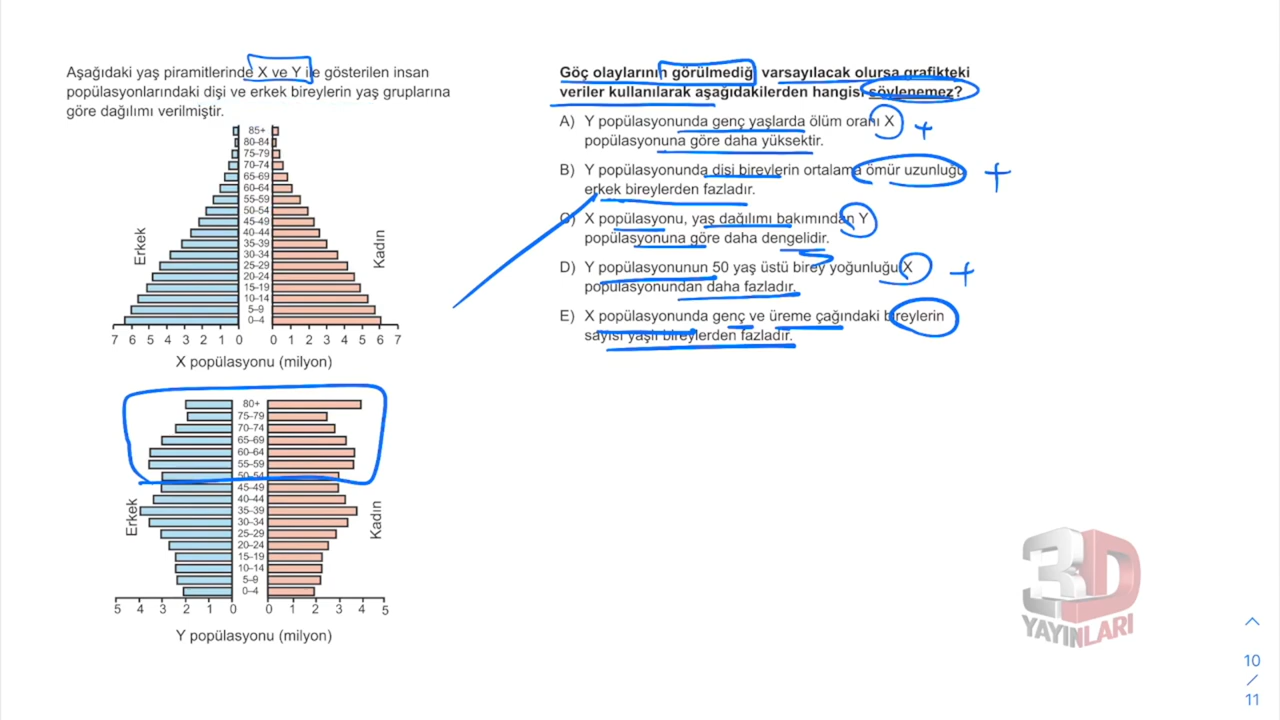 Aşağıdaki yaş piramitlerinde X ve Y ile gösterilen insan
popülasyonlarındaki dişi ve erkek bireylerin yaş gruplarına
göre dağılımı verilmiştir.
85+
80–84
75–79
70–74
65–69
60–64
55–59
50–54
45–49
40–44
35–39
30–34
25–29
20–24
15–19
10–14
5–9
0–4
Erkek
Kadın
7 6 5 4 3 2 1 0 0 1 2 3 4 5 6 7
X popülasyonu (milyon)
80+
75–79
70–74
65–69
60–64
55–59
50–54
45–49
40–44
35–39
30–34
25–29
20–24
15–19
10–14
5–9
0–4
Erkek
Kadın
5 4 3 2 1 0 0 1 2 3 4 5
Y popülasyonu (milyon)
Göç olaylarının görülmediği varsayılacak olursa grafikteki
veriler kullanılarak aşağıdakilerden hangisi söylenemez?
A) Y popülasyonunda genç yaşlarda ölüm oranı X +
popülasyonuna göre daha yüksektir.
B) Y popülasyonunda dişi bireylerin ortalama ömür uzunluğu +
erkek bireylerden fazladır.
C) X popülasyonu, yaş dağılımı bakımından Y
popülasyonuna göre daha dengelidir.
D) Y popülasyonunun 50 yaş üstü birey yoğunluğu X +
popülasyonundan daha fazladır.
E) X popülasyonunda genç ve üreme çağındaki bireylerin
sayısı yaşlı bireylerden fazladır.
3D
YAYINLARI
10
/
11